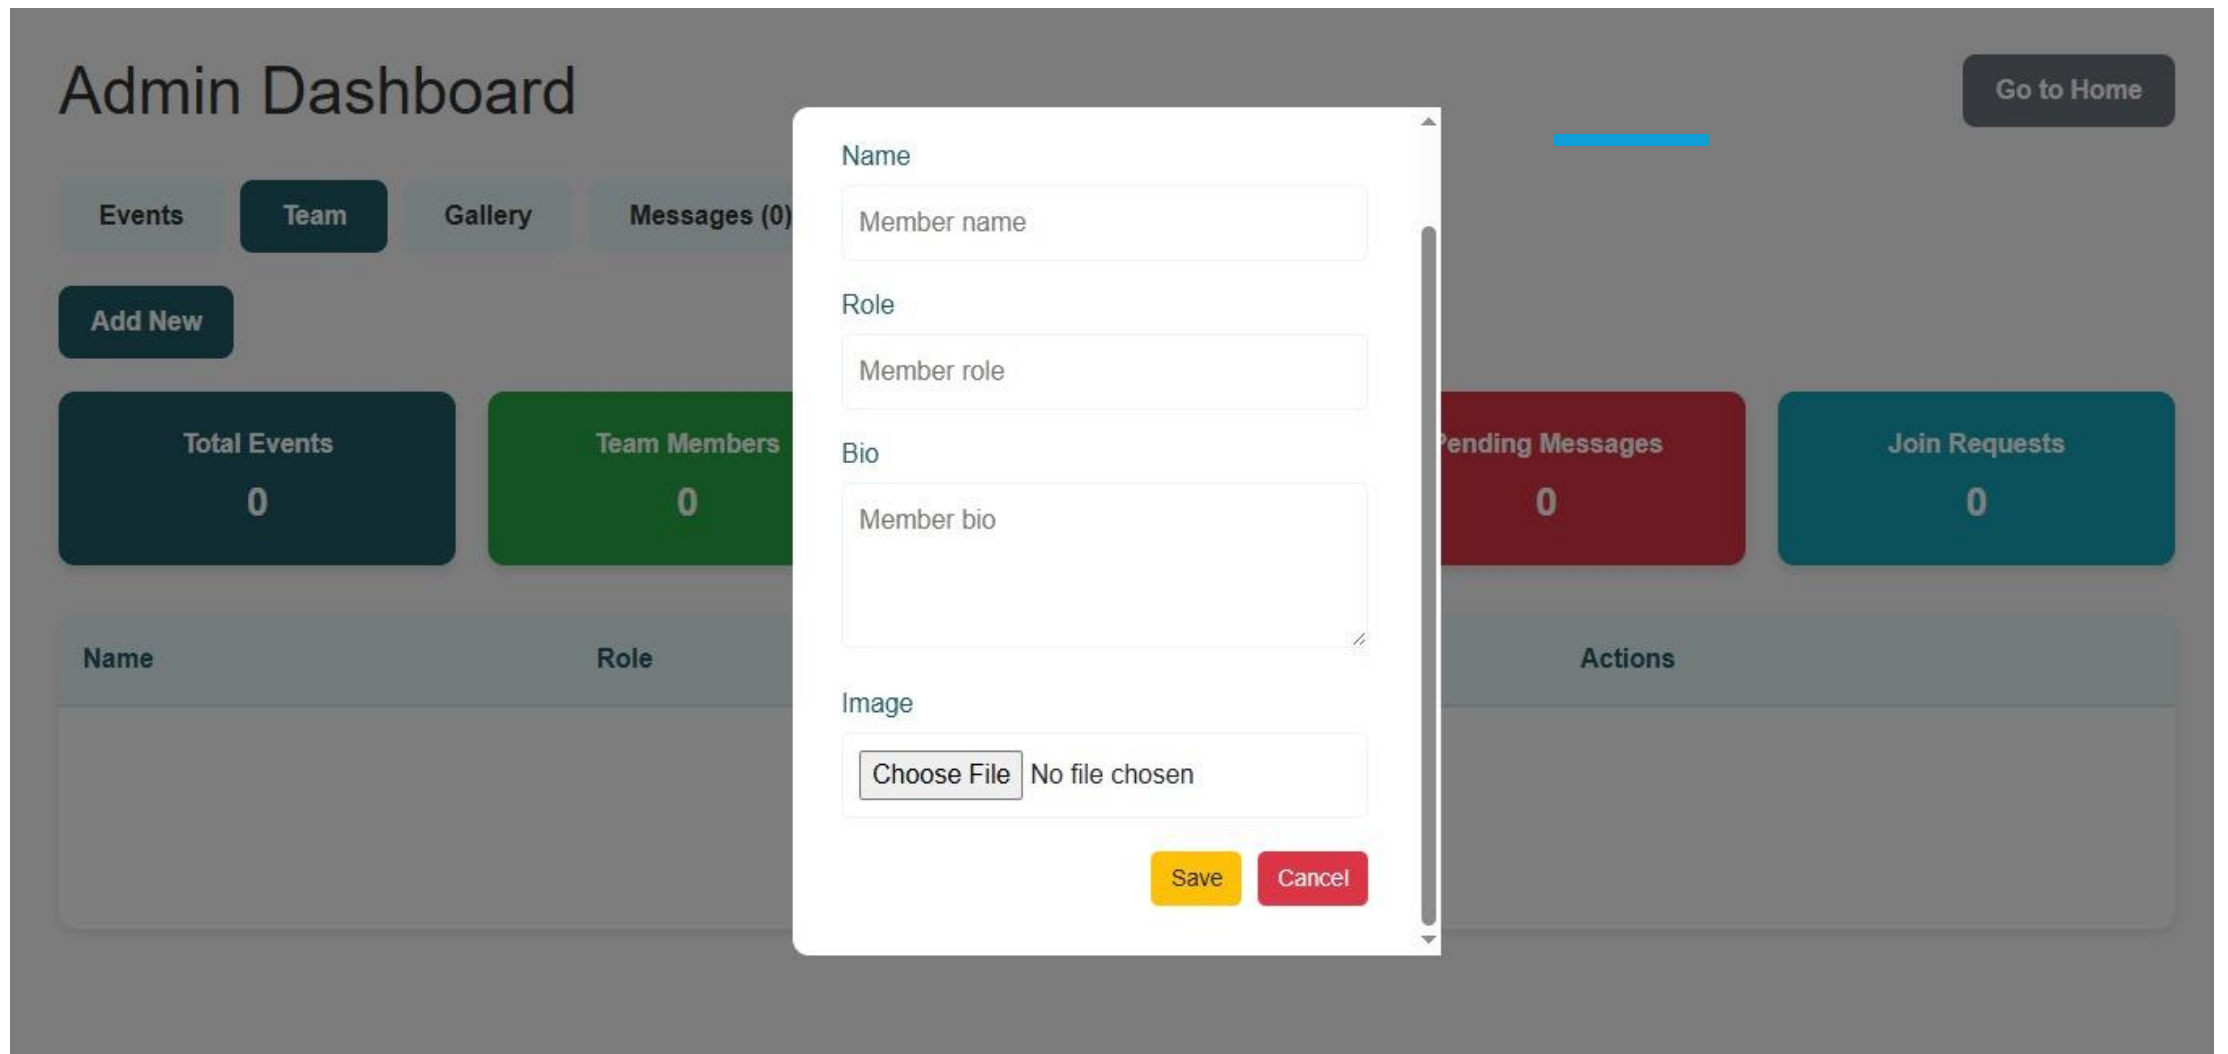 Admin Dashboard
Go to Home
Events Team Gallery Messages (0)
Add New
Total Events
0
Team Members
0
Pending Messages
0
Join Requests
0
Name Role Actions
Name
Member name
Role
Member role
Bio
Member bio
Image
Choose File No file chosen
Save Cancel